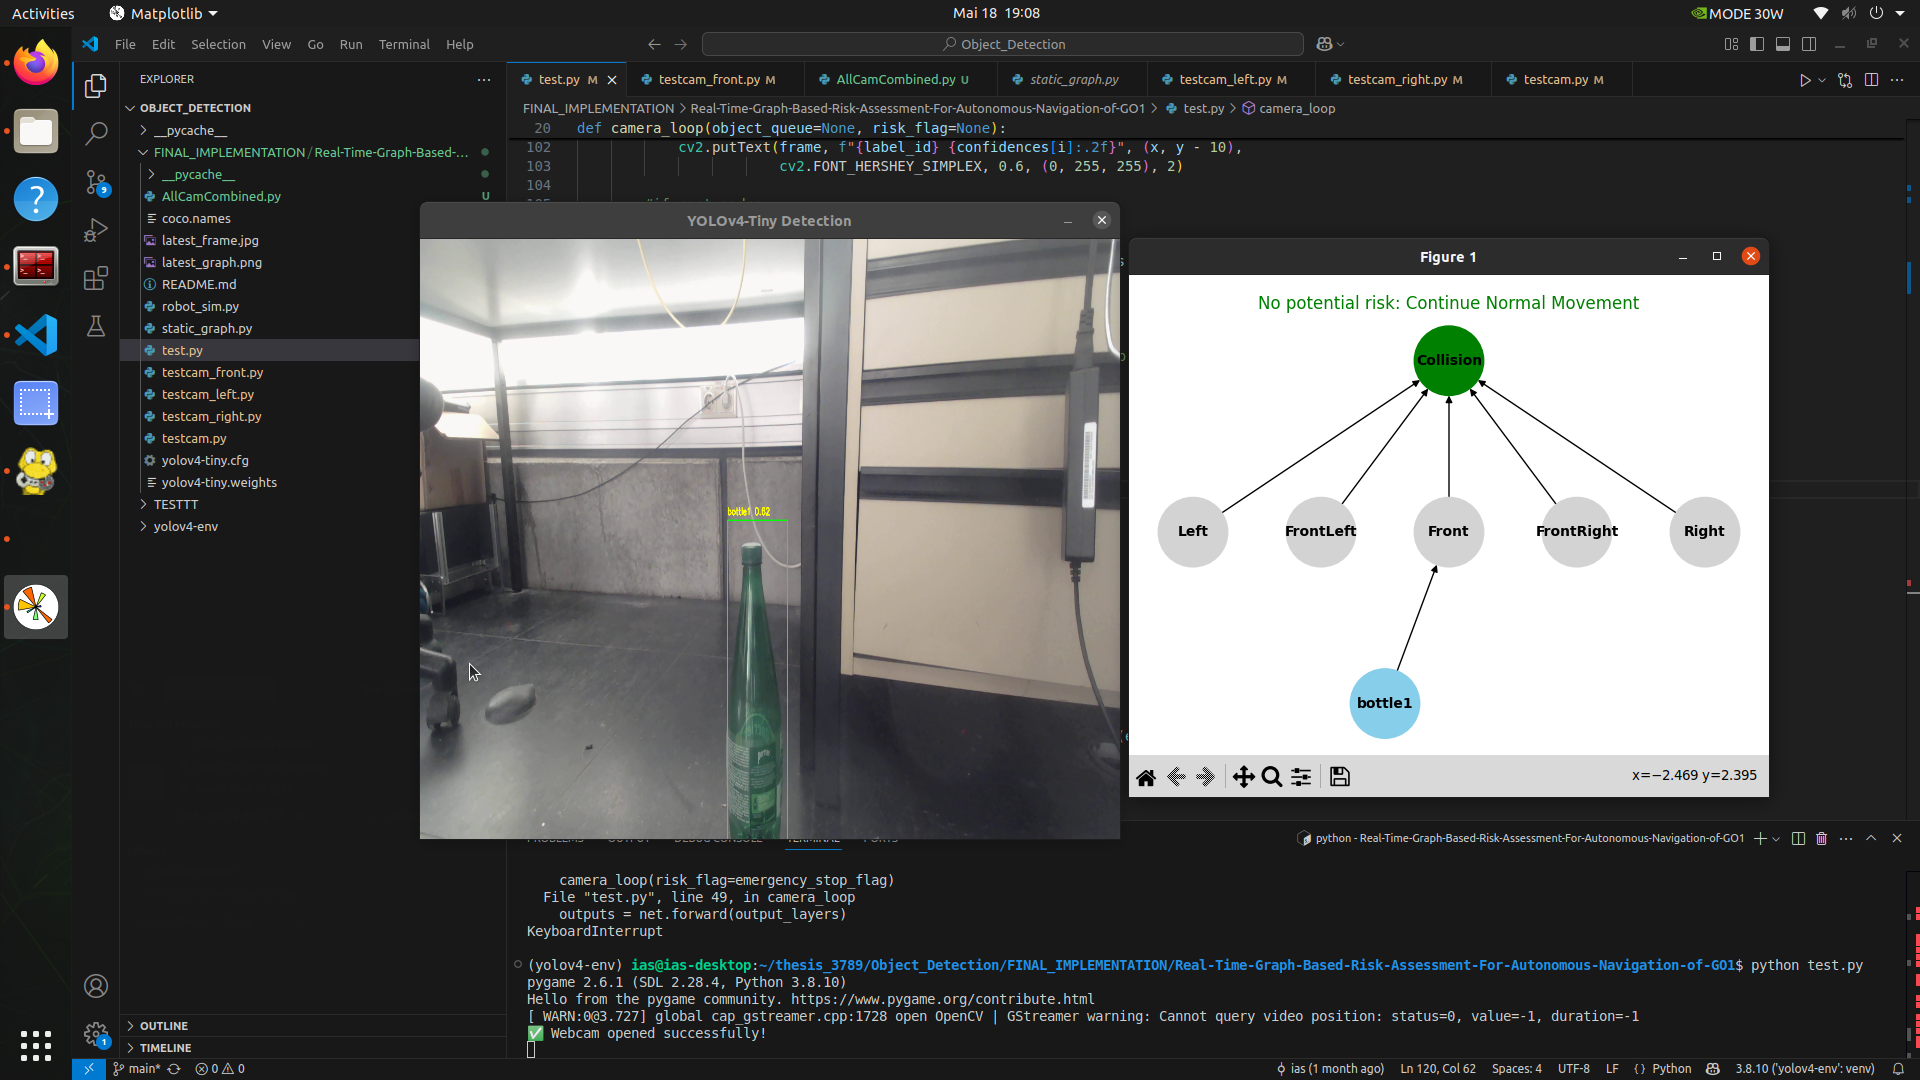 Activities
Matplotlib
Mai 18 19:08
MODE 30W
File Edit Selection View Go Run Terminal Help
Object_Detection
EXPLORER
test.py M
testcam_front.py M
AllCamCombined.py U
static_graph.py
testcam_left.py M
testcam_right.py M
testcam.py M
FINAL_IMPLEMENTATION > Real-Time-Graph-Based-Risk-Assessment-For-Autonomous-Navigation-of-GO1 > test.py > camera_loop
OBJECT_DETECTION
__pycache__
FINAL_IMPLEMENTATION / Real-Time-Graph-Based-...
__pycache__
AllCamCombined.py U
coco.names
latest_frame.jpg
latest_graph.png
README.md
robot_sim.py
static_graph.py
test.py
testcam_front.py
testcam_left.py
testcam_right.py
testcam.py
yolov4-tiny.cfg
yolov4-tiny.weights
TESTTT
yolov4-env
OUTLINE
TIMELINE
9
1
20 def camera_loop(object_queue=None, risk_flag=None):
102 cv2.putText(frame, f"{label_id} {confidences[i]:.2f}", (x, y - 10),
103 cv2.FONT_HERSHEY_SIMPLEX, 0.6, (0, 255, 255), 2)
104
YOLOv4-Tiny Detection
bottle1 0.62
Figure 1
No potential risk: Continue Normal Movement
Collision
Left
FrontLeft
Front
FrontRight
Right
bottle1
x=−2.469 y=2.395
python - Real-Time-Graph-Based-Risk-Assessment-For-Autonomous-Navigation-of-GO1
camera_loop(risk_flag=emergency_stop_flag)
File "test.py", line 49, in camera_loop
outputs = net.forward(output_layers)
KeyboardInterrupt
(yolov4-env) ias@ias-desktop:~/thesis_3789/Object_Detection/FINAL_IMPLEMENTATION/Real-Time-Graph-Based-Risk-Assessment-For-Autonomous-Navigation-of-GO1$ python test.py
pygame 2.6.1 (SDL 2.28.4, Python 3.8.10)
Hello from the pygame community. https://www.pygame.org/contribute.html
[ WARN:0@3.727] global cap_gstreamer.cpp:1728 open OpenCV | GStreamer warning: Cannot query video position: status=0, value=-1, duration=-1
✅ Webcam opened successfully!
main*
0
0
ias (1 month ago)
Ln 120, Col 62
Spaces: 4
UTF-8
LF
Python
3.8.10 ('yolov4-env': venv)